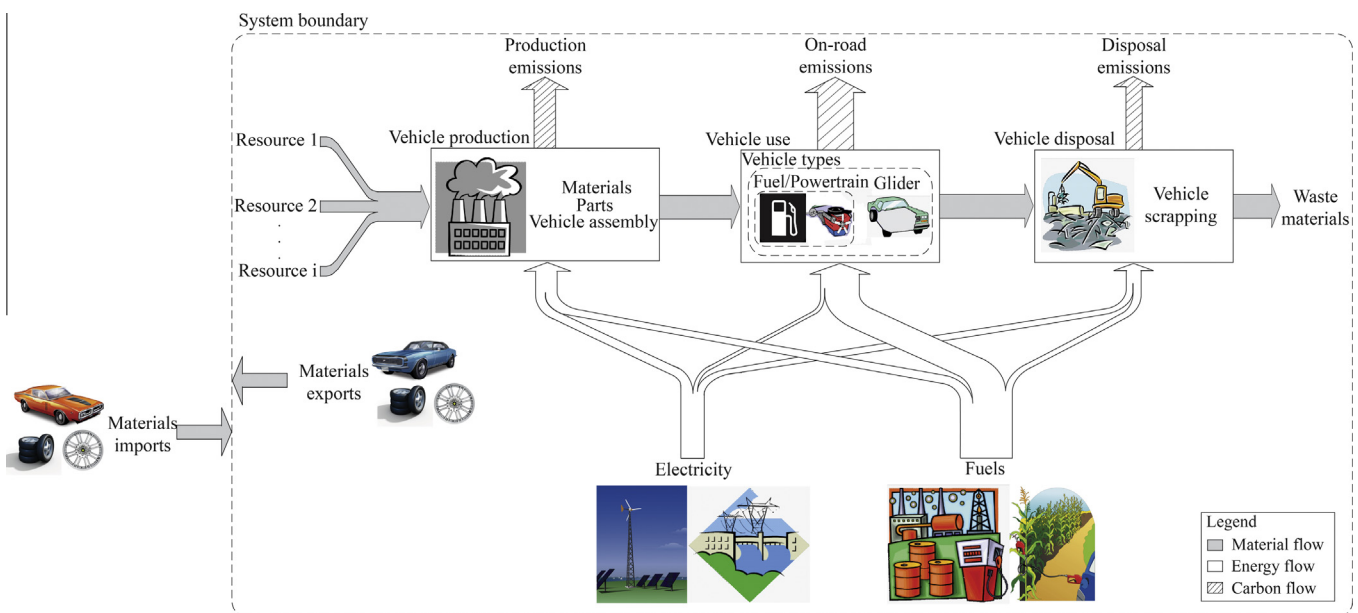 System boundary
Production
emissions
On-road
emissions
Disposal
emissions
Resource 1
Resource 2
Resource i
Vehicle production
Materials
Parts
Vehicle assembly
Vehicle use
Vehicle types
Fuel/Powertrain
Glider
Vehicle disposal
Vehicle
scrapping
Waste
materials
Materials
exports
Materials
imports
Electricity
Fuels
Legend
Material flow
Energy flow
Carbon flow